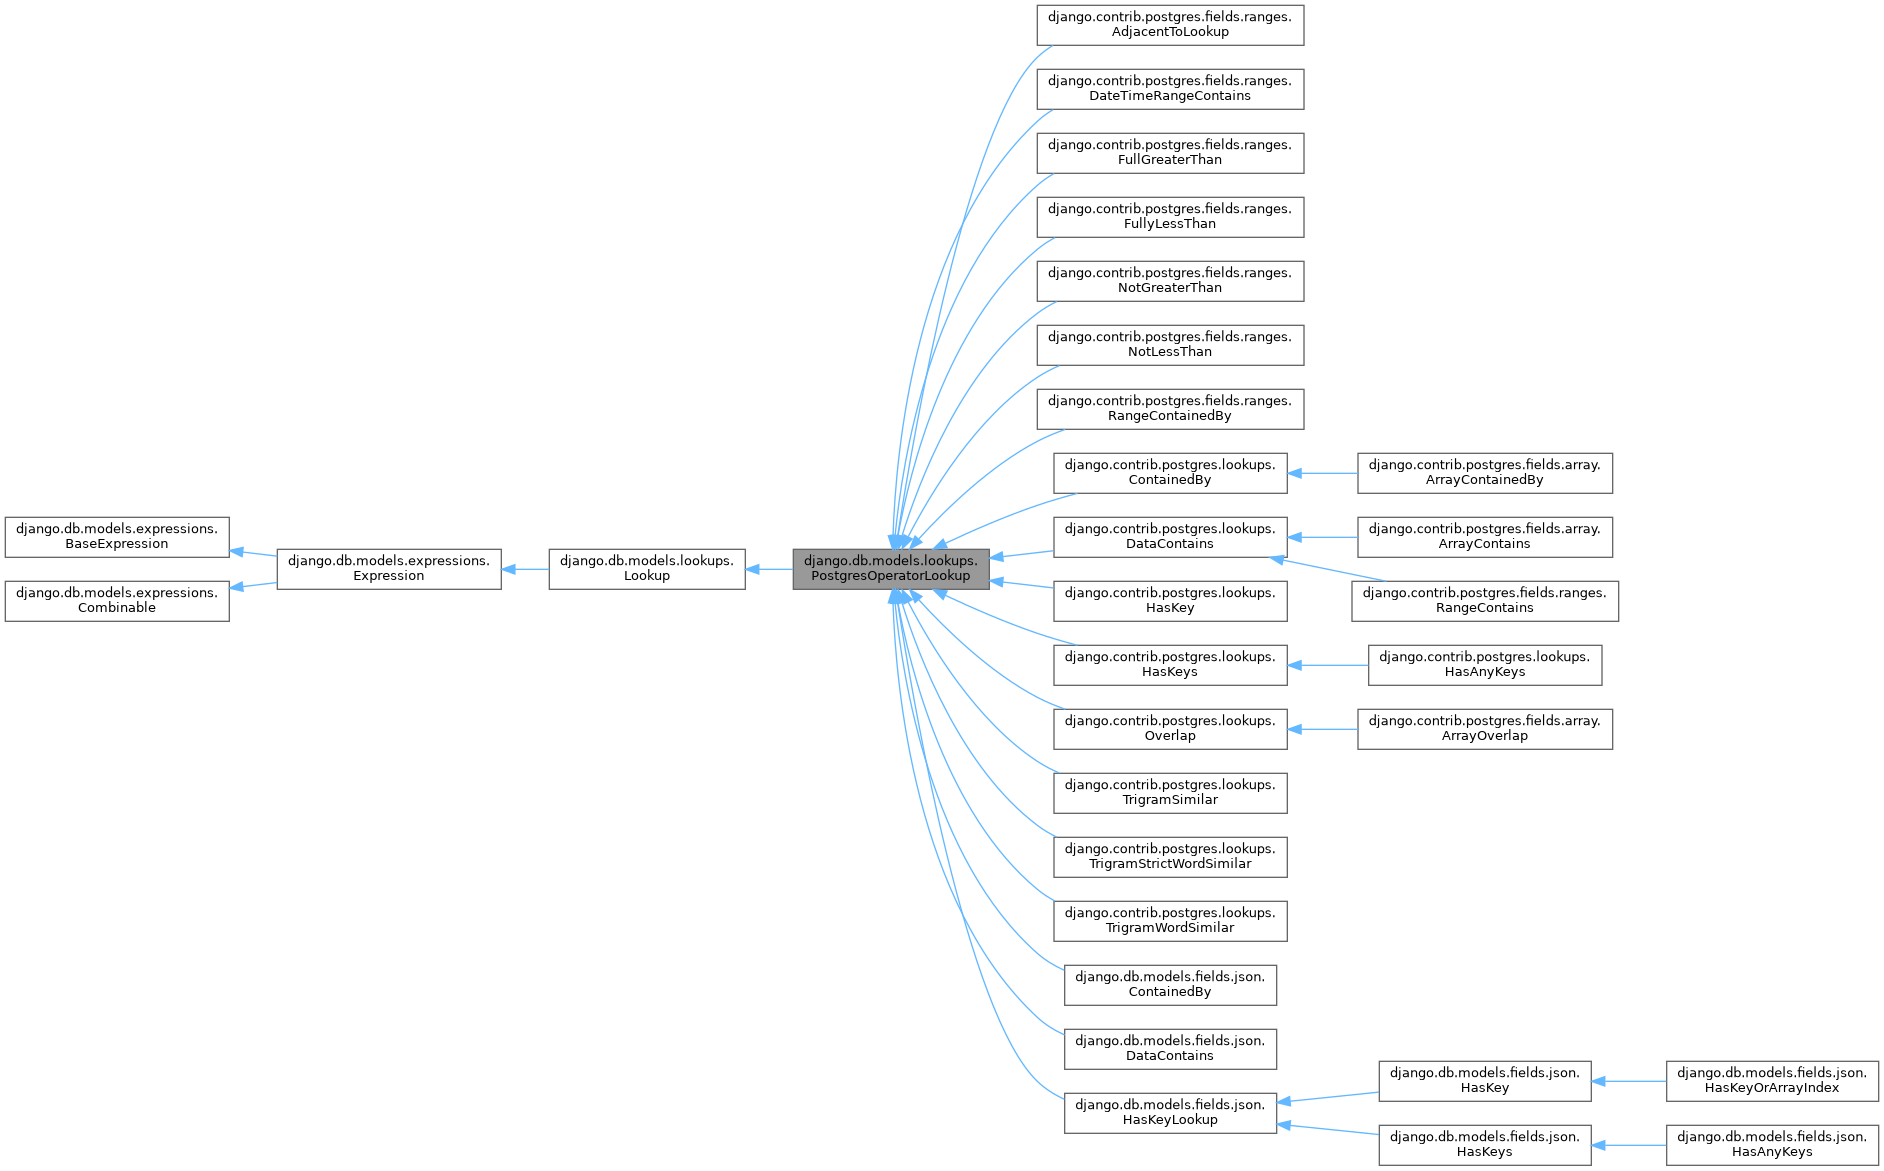 django.db.models.expressions.
BaseExpression
django.db.models.expressions.
Combinable
django.db.models.expressions.
Expression
django.db.models.lookups.
Lookup
django.db.models.lookups.
PostgresOperatorLookup
django.contrib.postgres.fields.ranges.
AdjacentToLookup
django.contrib.postgres.fields.ranges.
DateTimeRangeContains
django.contrib.postgres.fields.ranges.
FullGreaterThan
django.contrib.postgres.fields.ranges.
FullyLessThan
django.contrib.postgres.fields.ranges.
NotGreaterThan
django.contrib.postgres.fields.ranges.
NotLessThan
django.contrib.postgres.fields.ranges.
RangeContainedBy
django.contrib.postgres.lookups.
ContainedBy
django.contrib.postgres.fields.array.
ArrayContainedBy
django.contrib.postgres.lookups.
DataContains
django.contrib.postgres.fields.array.
ArrayContains
django.contrib.postgres.fields.ranges.
RangeContains
django.contrib.postgres.lookups.
HasKey
django.contrib.postgres.lookups.
HasKeys
django.contrib.postgres.lookups.
HasAnyKeys
django.contrib.postgres.lookups.
Overlap
django.contrib.postgres.fields.array.
ArrayOverlap
django.contrib.postgres.lookups.
TrigramSimilar
django.contrib.postgres.lookups.
TrigramStrictWordSimilar
django.contrib.postgres.lookups.
TrigramWordSimilar
django.db.models.fields.json.
ContainedBy
django.db.models.fields.json.
DataContains
django.db.models.fields.json.
HasKeyLookup
django.db.models.fields.json.
HasKey
django.db.models.fields.json.
HasKeyOrArrayIndex
django.db.models.fields.json.
HasKeys
django.db.models.fields.json.
HasAnyKeys